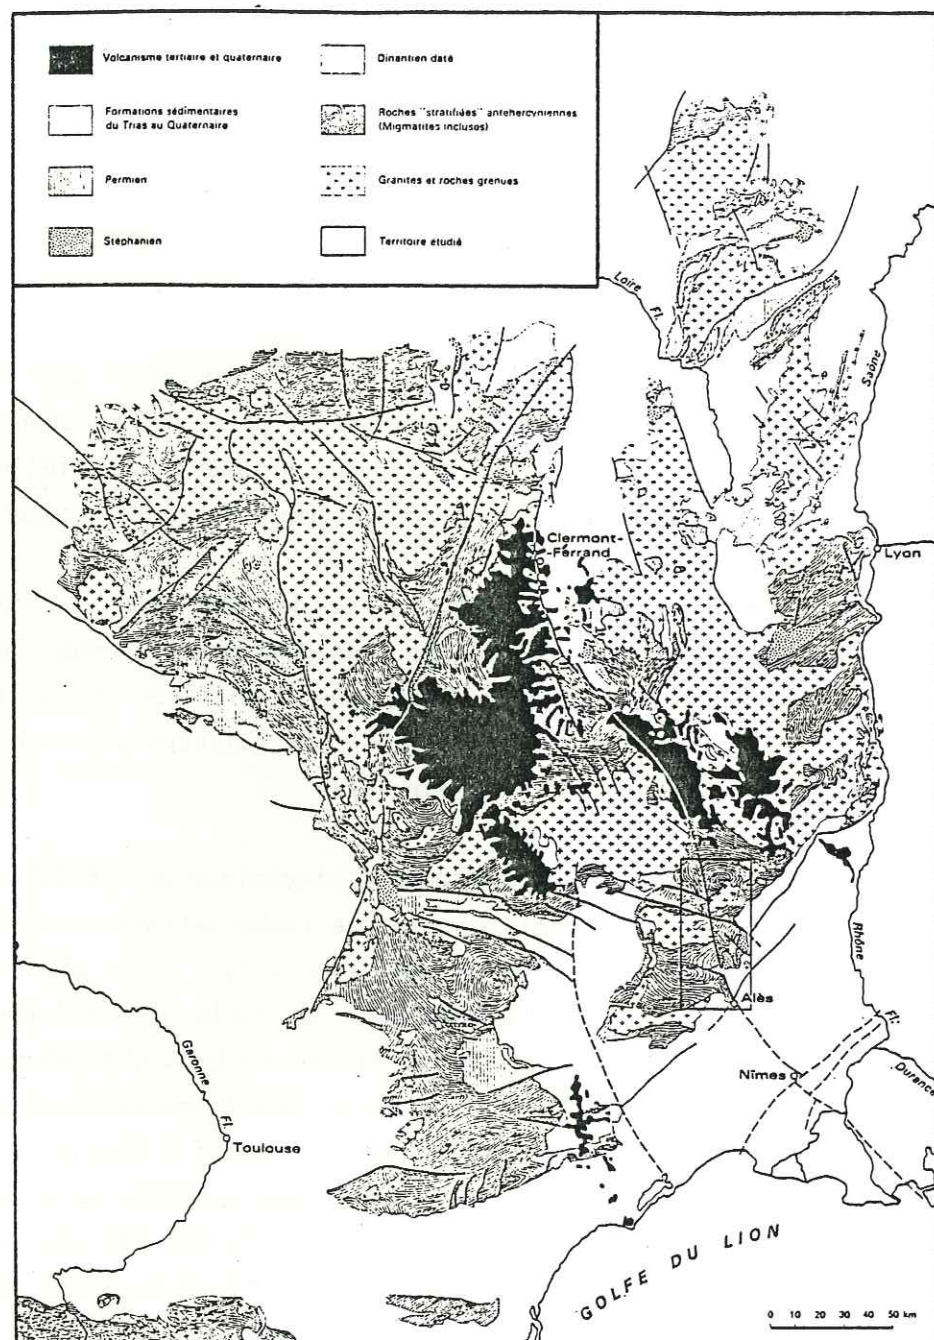 Volcanisme tertiaire et quaternaire
Formations sédimentaires
du Trias au Quaternaire
Permien
Stéphanien
Dinantien daté
Roches "stratifiées" antehercyniennes
(Migmatites incluses)
Granites et roches grenues
Territoire étudié
Loire Fl.
Saône
Clermont-
-Ferrand
Lyon
Rhône
Fl.
Alès
Nîmes
Durance
Garonne
Fl.
Toulouse
GOLFE DU LION
0 10 20 30 40 50 km